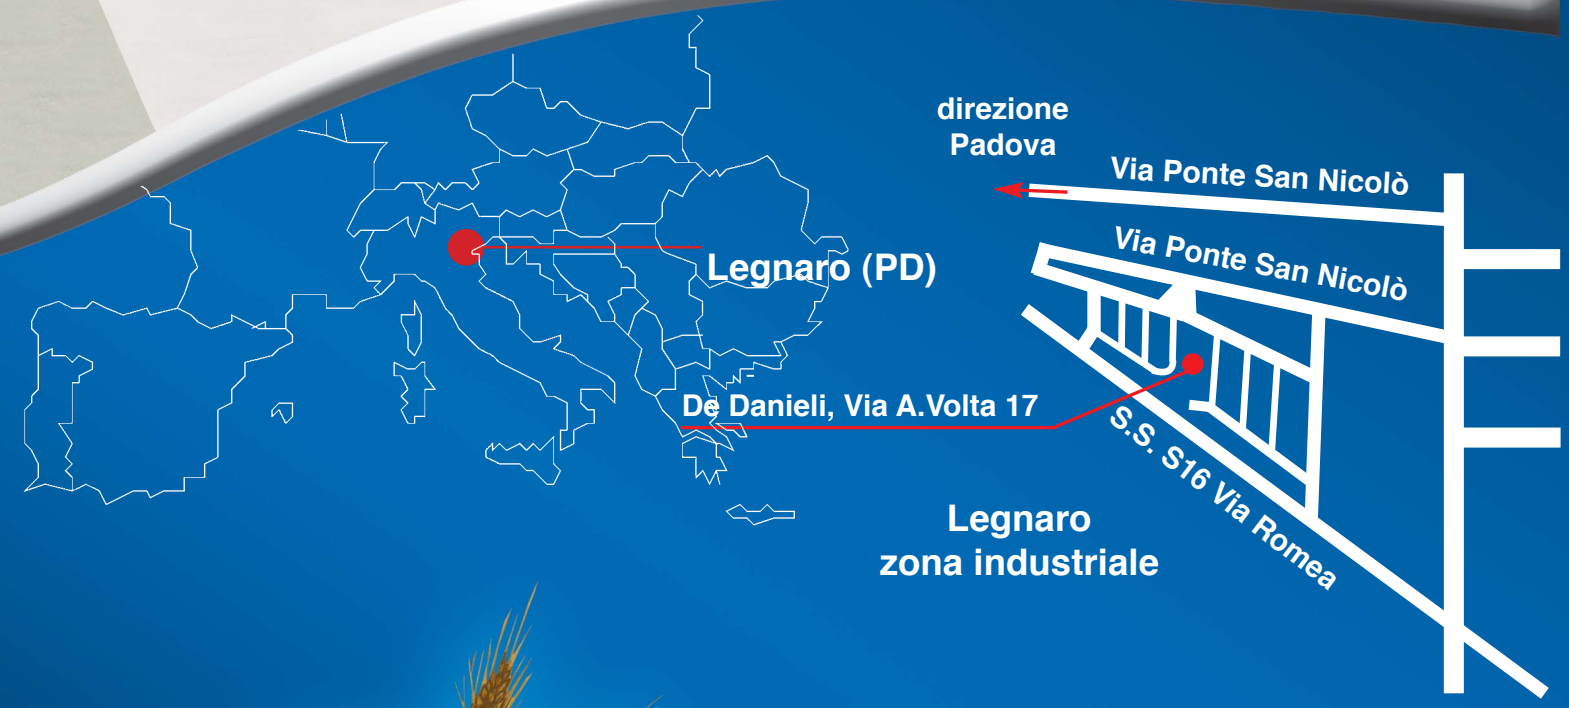 direzione
Padova
Via Ponte San Nicolò
Via Ponte San Nicolò
Legnaro (PD)
De Danieli, Via A.Volta 17
S.S. S16 Via Romea
Legnaro
zona industriale